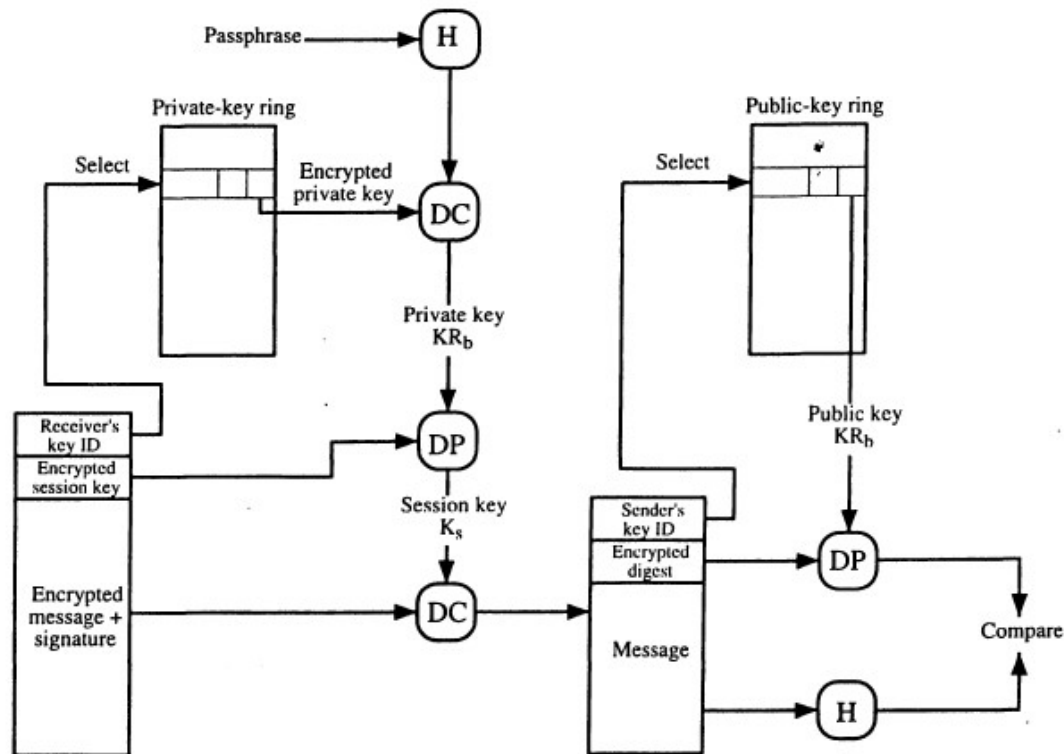 Passphrase
H
Private-key ring
Select
Encrypted
private key
DC
Private key
KR_b
Receiver's
key ID
Encrypted
session key
DP
Session key
K_s
Encrypted
message +
signature
DC
Public-key ring
Select
Public key
KR_b
Sender's
key ID
Encrypted
digest
DP
Message
Compare
H